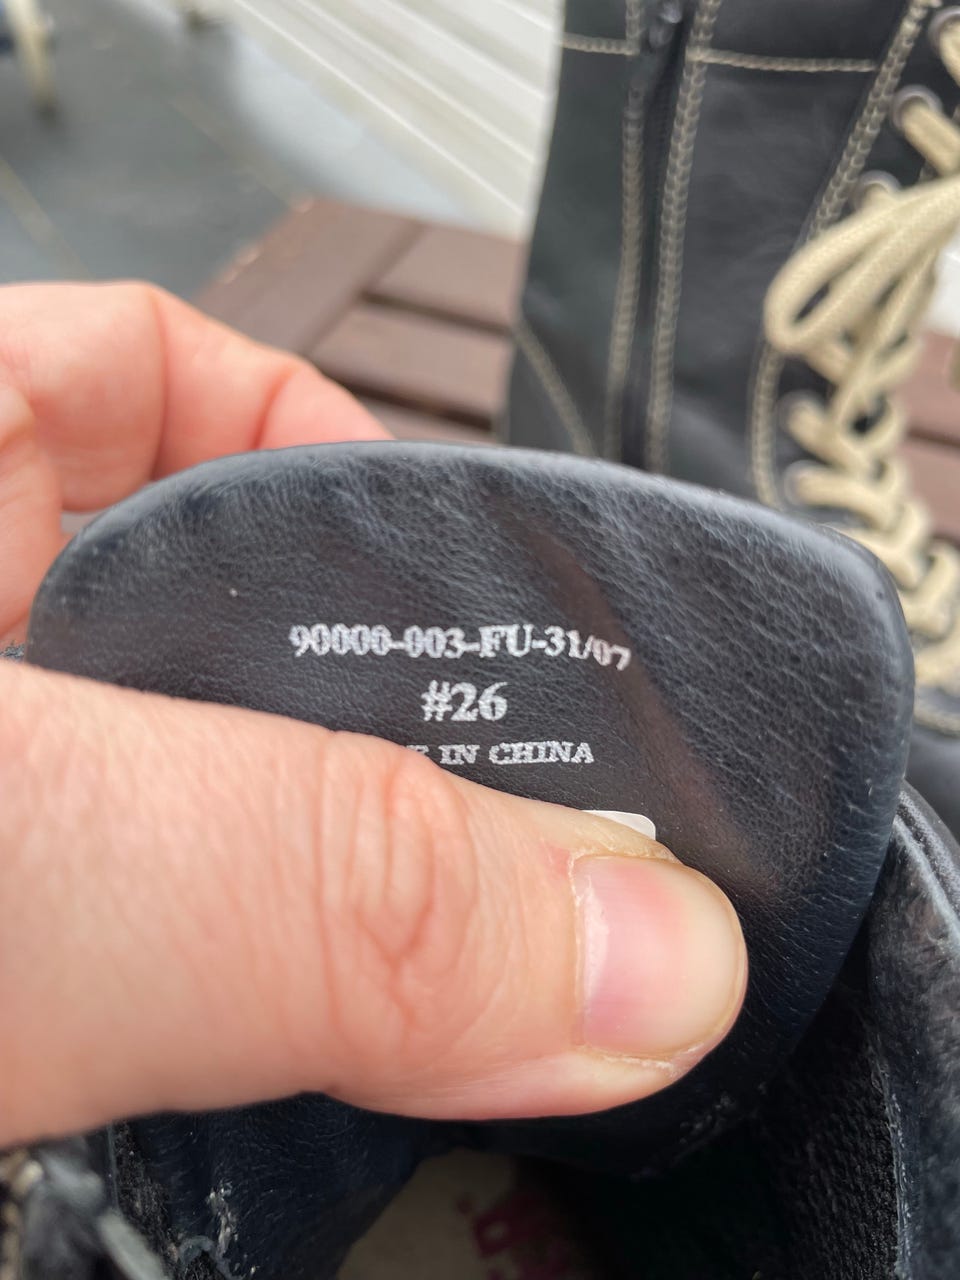 90000-003-FU-31/07
#26
E IN CHINA